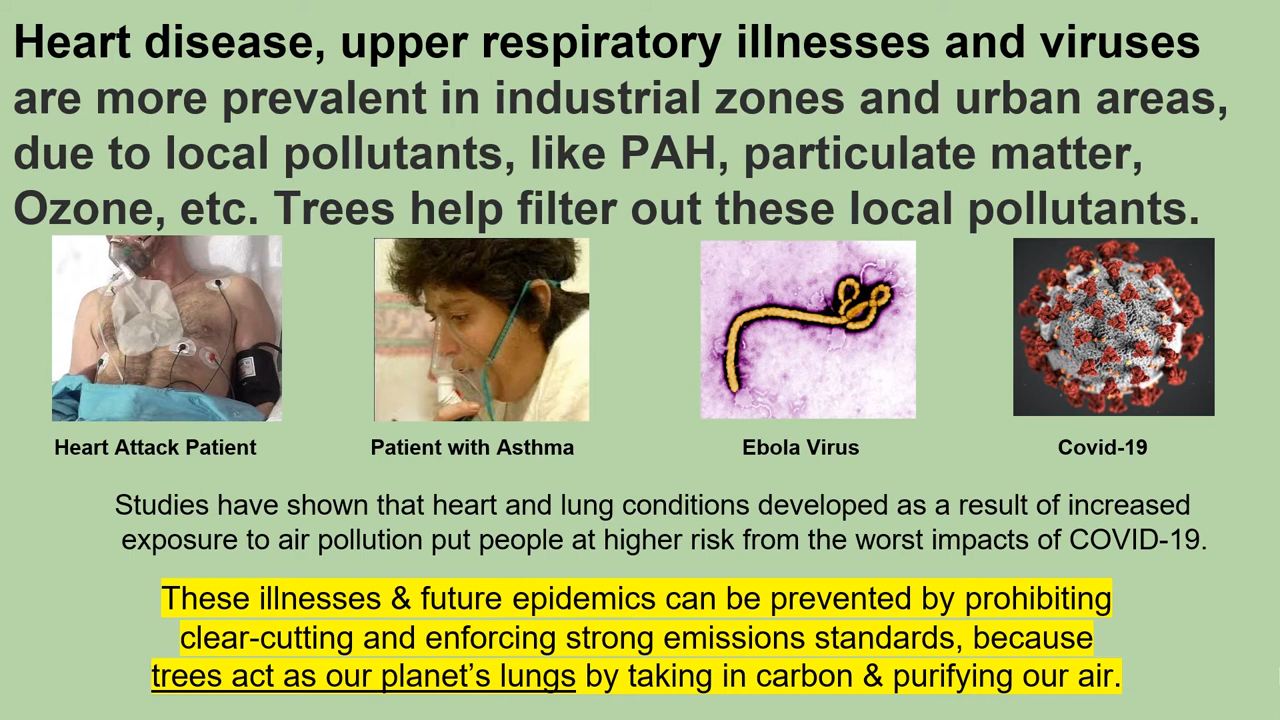 Heart disease, upper respiratory illnesses and viruses
are more prevalent in industrial zones and urban areas,
due to local pollutants, like PAH, particulate matter,
Ozone, etc. Trees help filter out these local pollutants.
Heart Attack Patient
Patient with Asthma
Ebola Virus
Covid-19
Studies have shown that heart and lung conditions developed as a result of increased
exposure to air pollution put people at higher risk from the worst impacts of COVID-19.
These illnesses & future epidemics can be prevented by prohibiting
clear-cutting and enforcing strong emissions standards, because
trees act as our planet's lungs by taking in carbon & purifying our air.